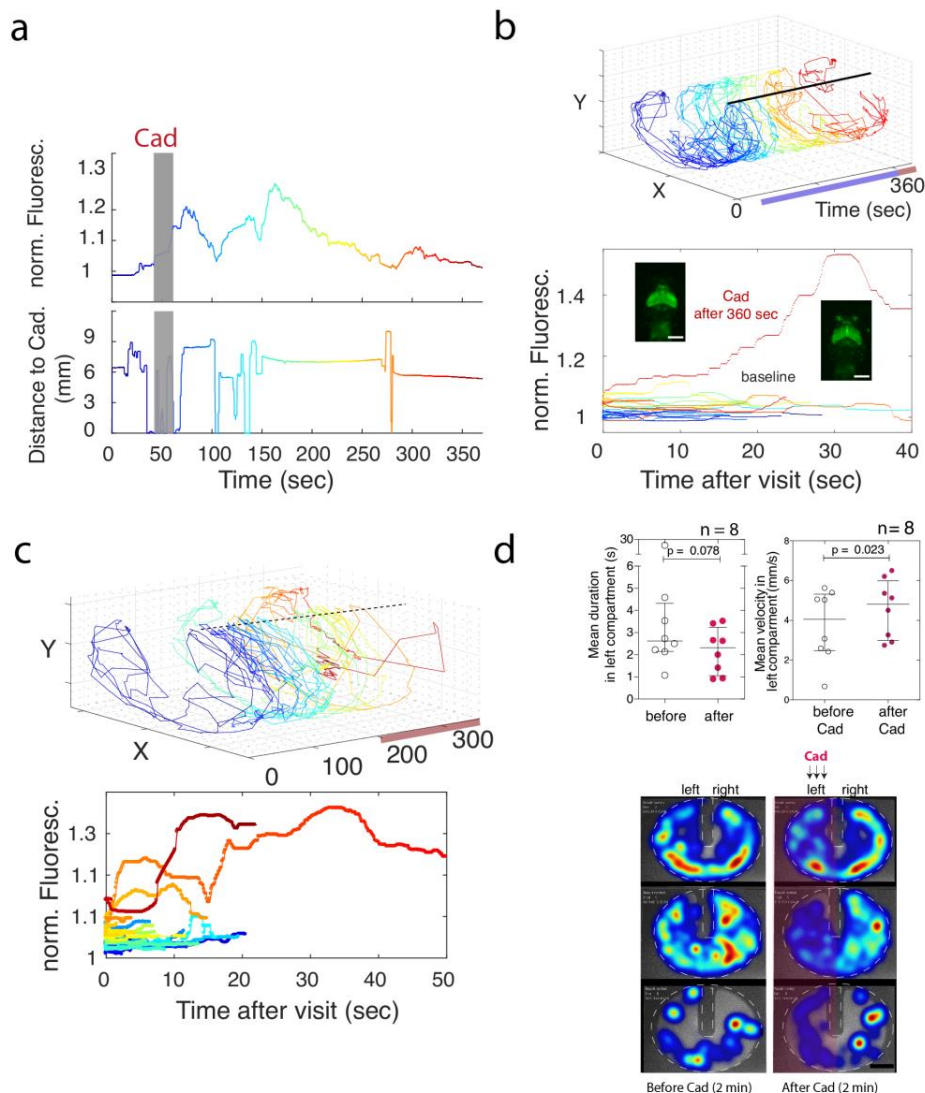 a
Cad
norm. Fluoresc.
1.3
1.2
1.1
1
Distance to Cad.
(mm)
9
6
3
0
0 50 100 150 200 250 300 350
Time (sec)
b
Y
X
0
360
Time (sec)
norm. Fluoresc.
1.4
1.2
1
Cad
after 360 sec
baseline
0 10 20 30 40
Time after visit (sec)
c
Y
X
0
100
200
300
norm. Fluoresc.
1.3
1.1
1.1
1
0 10 20 30 40 50
Time after visit (sec)
d
n = 8
p = 0.078
Mean duration
in left compartment (s)
30
6
5
4
3
2
1
0
before after
n = 8
p = 0.023
Mean velocity in
left compartment (mm/s)
8
6
4
2
0
before
Cad
after
Cad
Cad
left right left right
Before Cad (2 min) After Cad (2 min)